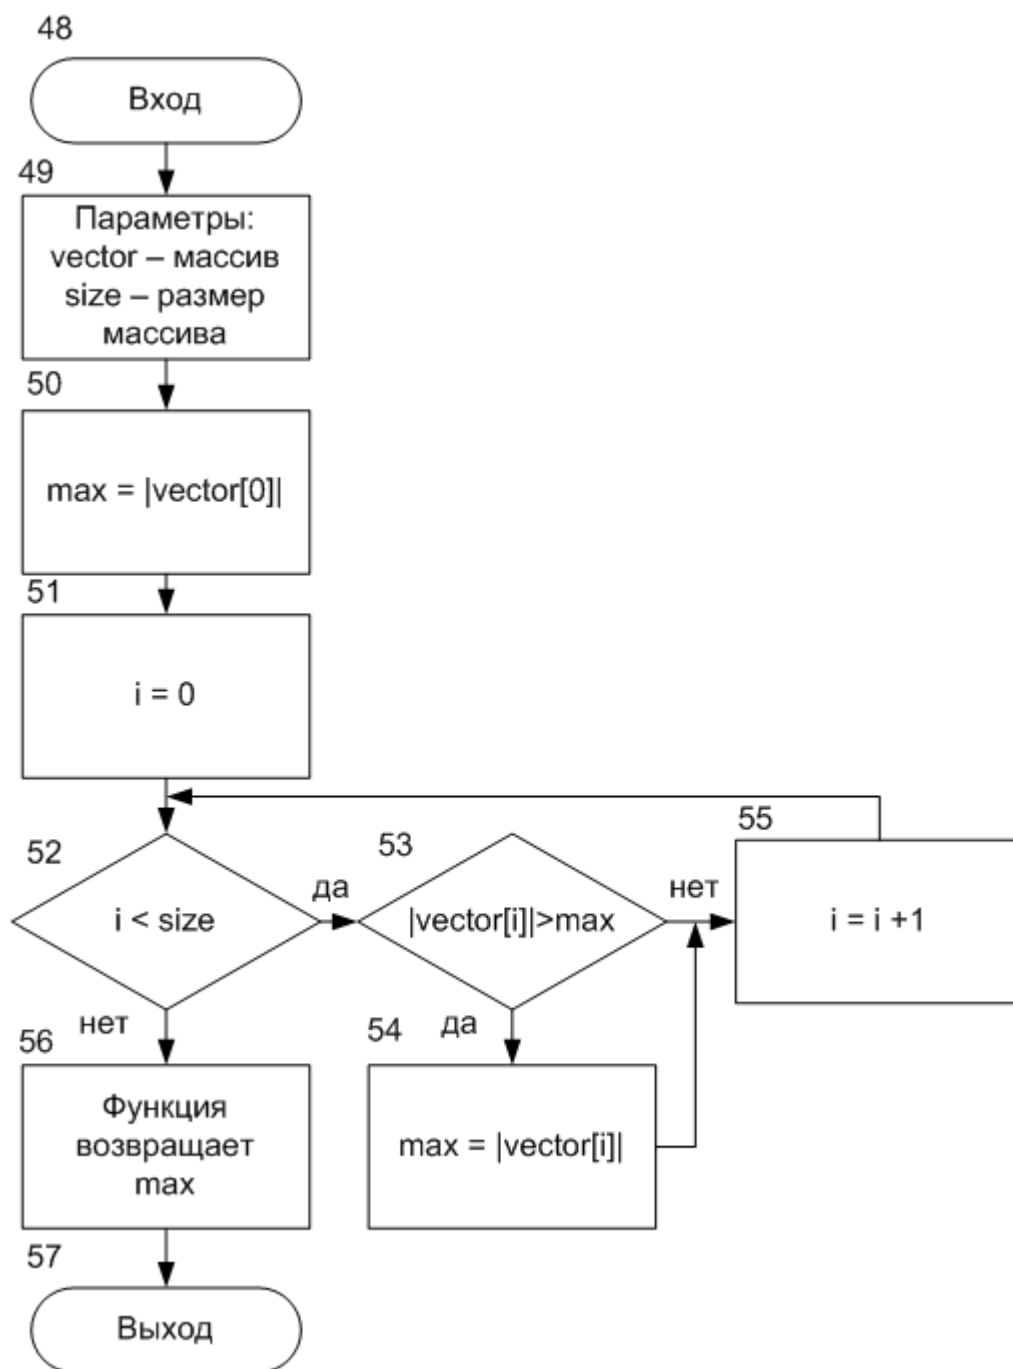 48
Вход
49
Параметры:
vector – массив
size – размер
массива
50
max = |vector[0]|
51
i = 0
52
i < size
да
53
|vector[i]|>max
нет
55
i = i +1
нет
да
54
max = |vector[i]|
56
Функция
возвращает
max
57
Выход